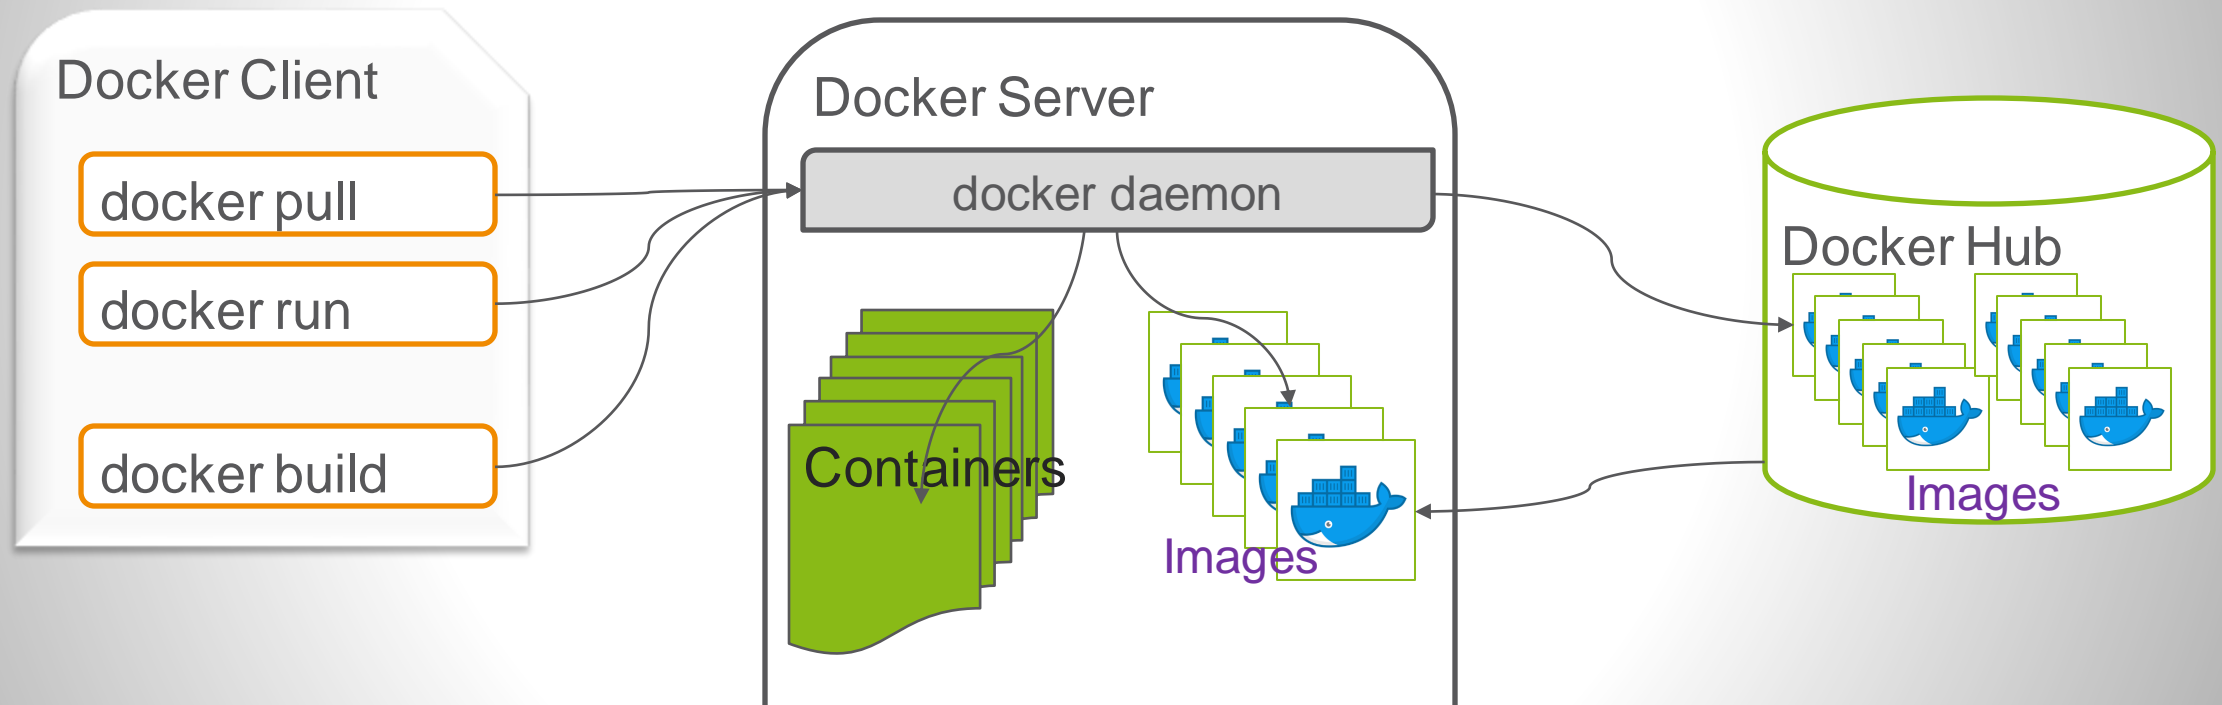 Docker Client
docker pull
docker run
docker build
Docker Server
docker daemon
Containers
Images
Docker Hub
Images